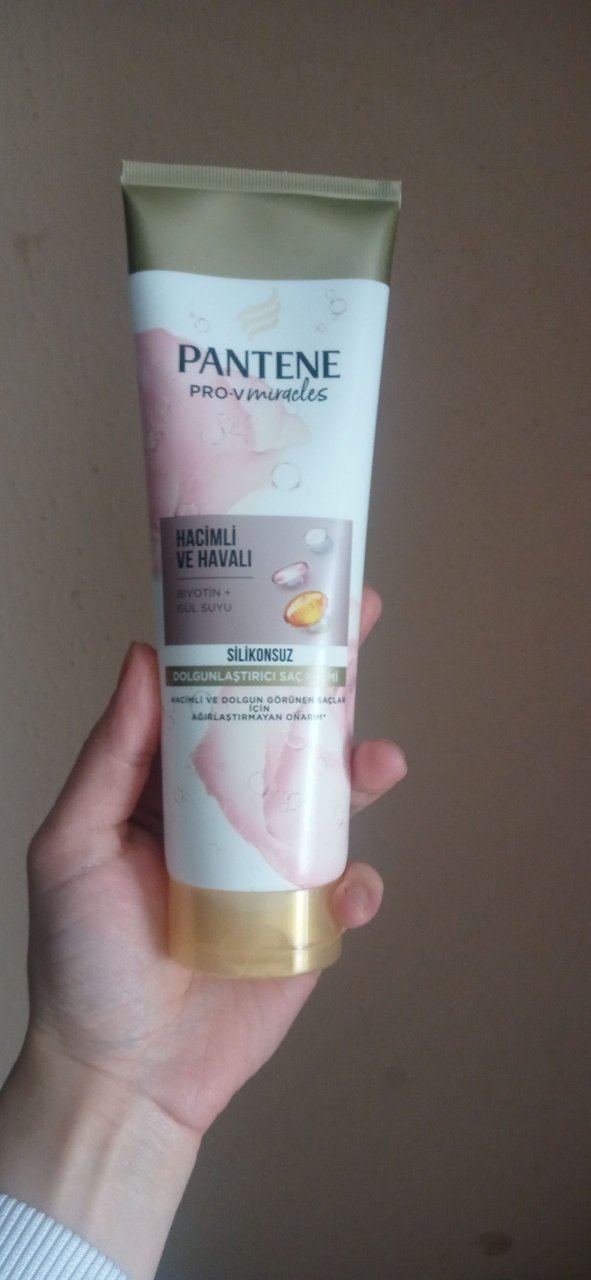 PANTENE
PRO-V miracles
HACİMLİ
VE HAVALI
BİYOTİN +
GÜL SUYU
SİLİKONSUZ
DOLGUNLAŞTIRICI SAÇ KREMİ
HACİMLİ VE DOLGUN GÖRÜNEN SAÇLAR
İÇİN
AĞIRLAŞTIRMAYAN ONARIM*